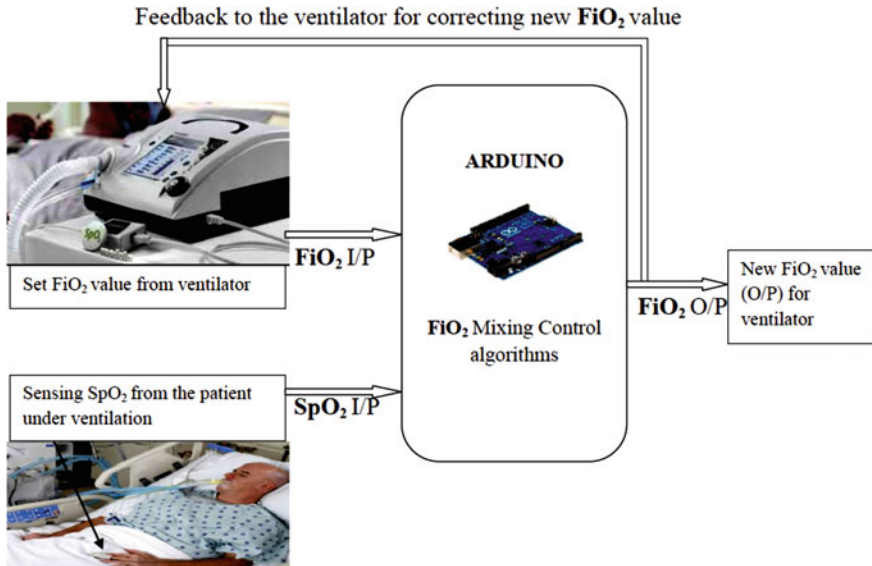 Feedback to the ventilator for correcting new FiO₂ value
ARDUINO
SpO₂
FiO₂ I/P
Set FiO₂ value from ventilator
FiO₂ Mixing Control
algorithms
FiO₂ O/P
New FiO₂ value
(O/P) for
ventilator
Sensing SpO₂ from the patient
under ventilation
SpO₂ I/P